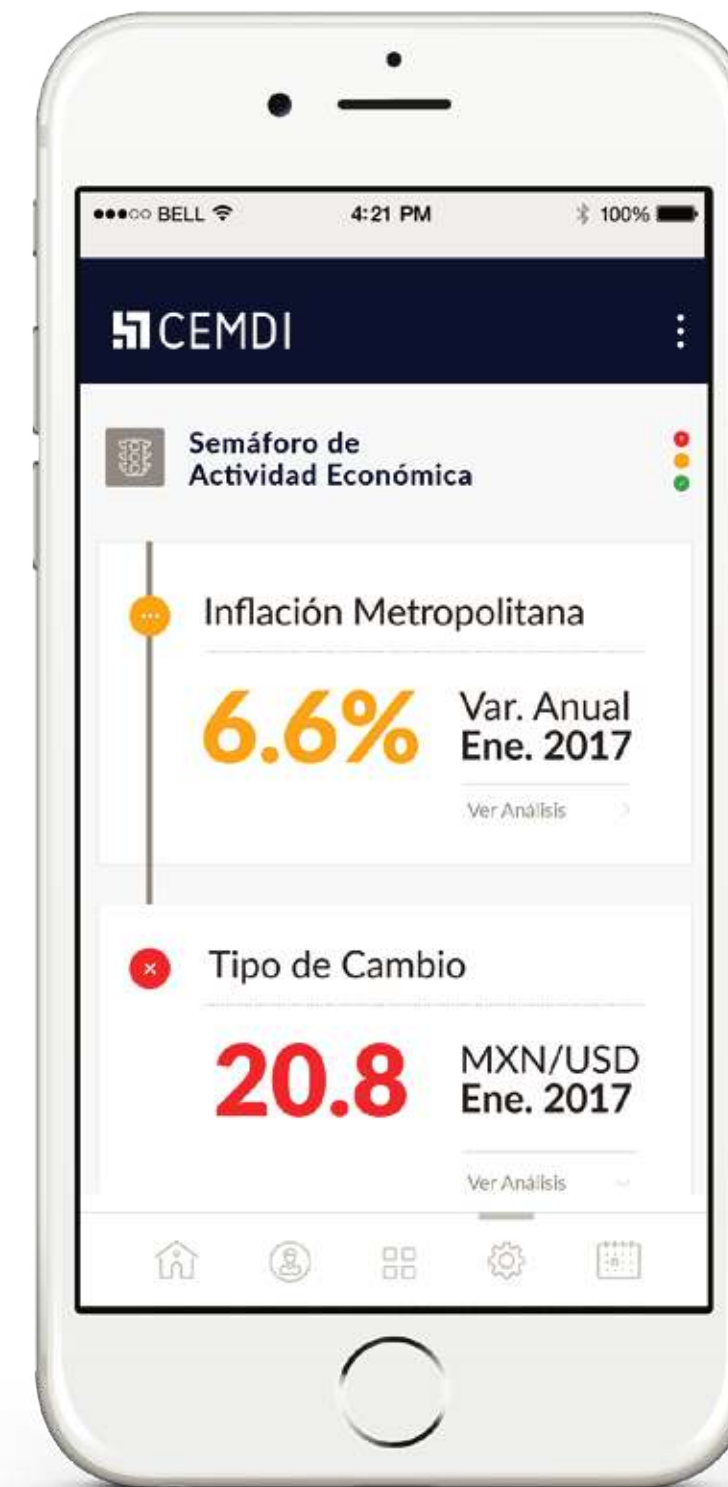 BELL 4:21 PM 100%
CEMDI
Semáforo de
Actividad Económica
Inflación Metropolitana
6.6%
Var. Anual
Ene. 2017
Ver Análisis
Tipo de Cambio
20.8
MXN/USD
Ene. 2017
Ver Análisis